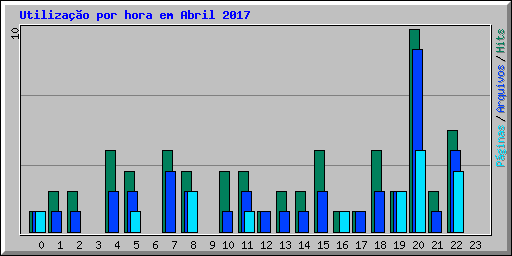 Utilização por hora em Abril 2017
10
Páginas / Arquivos / Hits
0 1 2 3 4 5 6 7 8 9 10 11 12 13 14 15 16 17 18 19 20 21 22 23